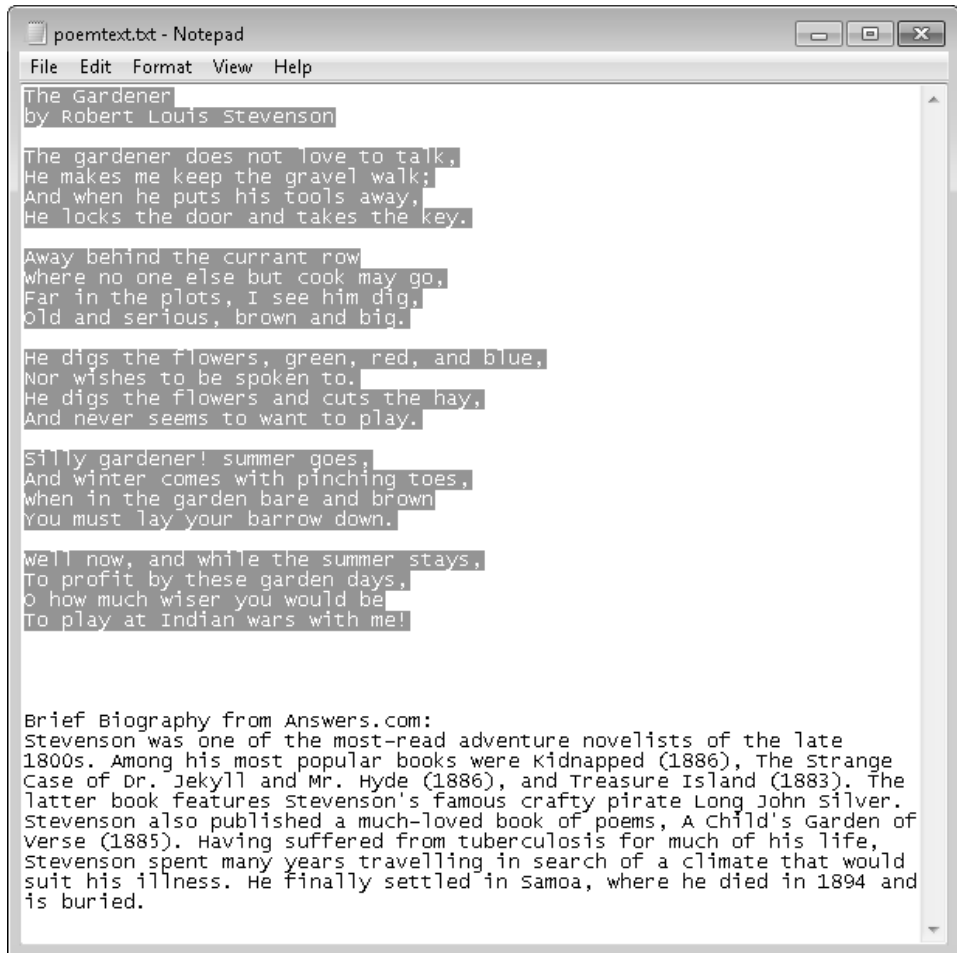 poemtext.txt - Notepad
File Edit Format View Help
The Gardener
by Robert Louis Stevenson
The gardener does not love to talk,
He makes me keep the gravel walk;
And when he puts his tools away,
He locks the door and takes the key.
Away behind the currant row
Where no one else but cook may go,
Far in the plots, I see him dig,
Old and serious, brown and big.
He digs the flowers, green, red, and blue,
Nor wishes to be spoken to.
He digs the flowers and cuts the hay,
And never seems to want to play.
Silly gardener! summer goes,
And winter comes with pinching toes,
When in the garden bare and brown
You must lay your barrow down.
Well now, and while the summer stays,
To profit by these garden days,
O how much wiser you would be
To play at Indian wars with me!
Brief Biography from Answers.com:
Stevenson was one of the most-read adventure novelists of the late
1800s. Among his most popular books were Kidnapped (1886), The Strange
Case of Dr. Jekyll and Mr. Hyde (1886), and Treasure Island (1883). The
latter book features Stevenson's famous crafty pirate Long John Silver.
Stevenson also published a much-loved book of poems, A Child's Garden of
Verse (1885). Having suffered from tuberculosis for much of his life,
Stevenson spent many years travelling in search of a climate that would
suit his illness. He finally settled in Samoa, where he died in 1894 and
is buried.